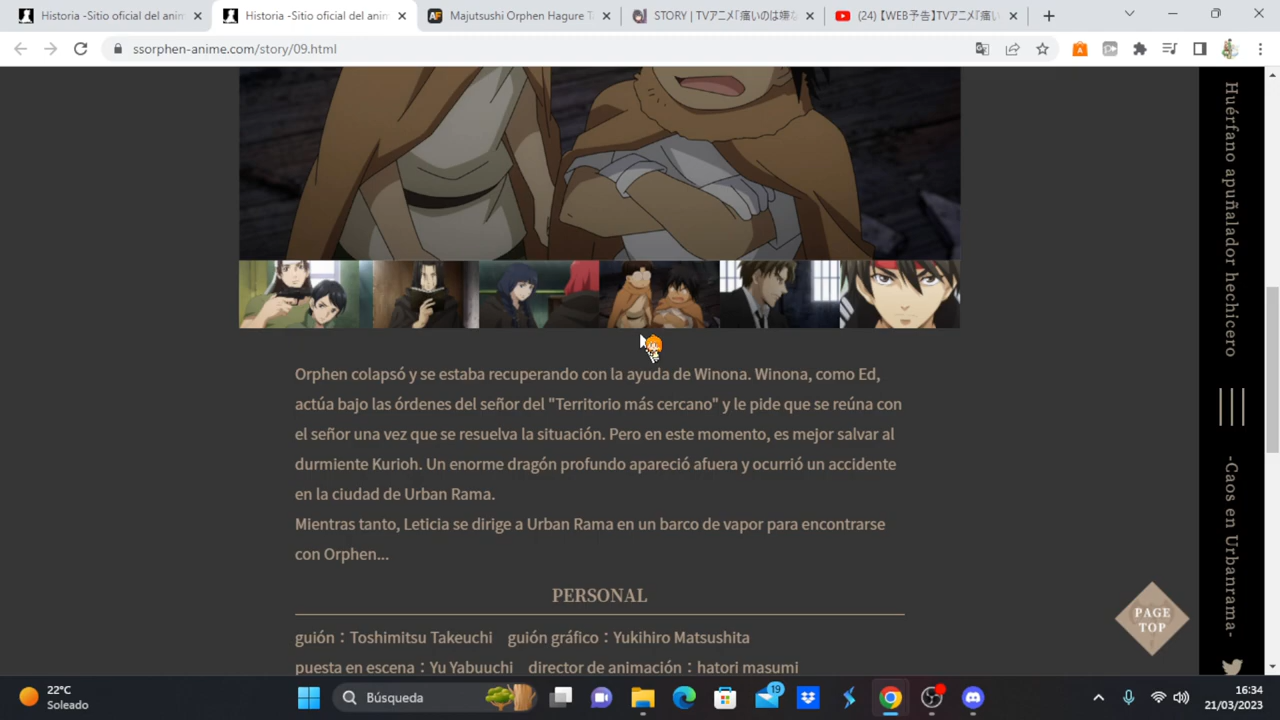 Historia -Sitio oficial del anim
Historia -Sitio oficial del anim
Majutsushi Orphen Hagure T
STORY | TVアニメ「痛いのは嫌な
(24) 【WEB予告】TVアニメ『痛い
ssorphen-anime.com/story/09.html
Huérfano apuñalador hechicero
-Caos en Urbanrama-
Orphen colapsó y se estaba recuperando con la ayuda de Winona. Winona, como Ed,
actúa bajo las órdenes del señor del "Territorio más cercano" y le pide que se reúna con
el señor una vez que se resuelva la situación. Pero en este momento, es mejor salvar al
durmiente Kurioh. Un enorme dragón profundo apareció afuera y ocurrió un accidente
en la ciudad de Urban Rama.
Mientras tanto, Leticia se dirige a Urban Rama en un barco de vapor para encontrarse
con Orphen...
PERSONAL
guión：Toshimitsu Takeuchi guión gráfico：Yukihiro Matsushita
puesta en escena：Yu Yabuuchi director de animación：hatori masumi
PAGE
TOP
22°C
Soleado
Búsqueda
19
16:34
21/03/2023